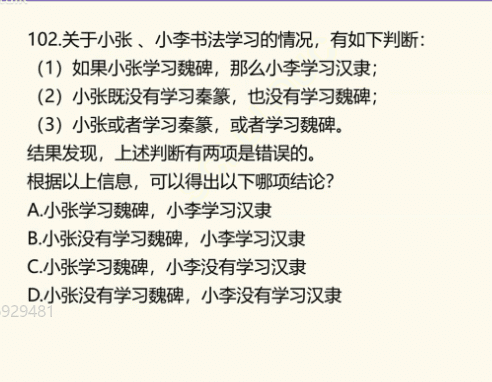 102.关于小张 、小李书法学习的情况，有如下判断：
（1）如果小张学习魏碑，那么小李学习汉隶；
（2）小张既没有学习秦篆，也没有学习魏碑；
（3）小张或者学习秦篆，或者学习魏碑。
结果发现，上述判断有两项是错误的。
根据以上信息，可以得出以下哪项结论？
A.小张学习魏碑，小李学习汉隶
B.小张没有学习魏碑，小李学习汉隶
C.小张学习魏碑，小李没有学习汉隶
D.小张没有学习魏碑，小李没有学习汉隶
929481